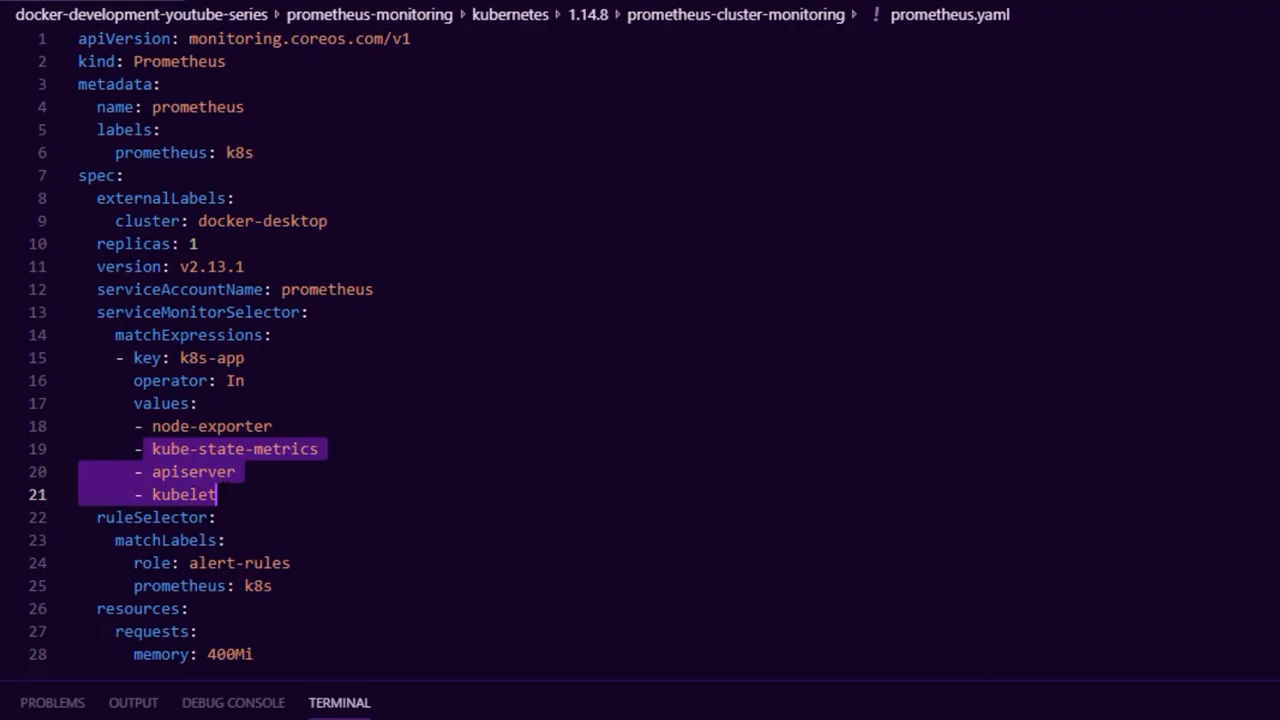 docker-development-youtube-series › prometheus-monitoring › kubernetes › 1.14.8 › prometheus-cluster-monitoring › ! prometheus.yaml
1 apiVersion: monitoring.coreos.com/v1
2 kind: Prometheus
3 metadata:
4   name: prometheus
5   labels:
6     prometheus: k8s
7 spec:
8   externalLabels:
9     cluster: docker-desktop
10   replicas: 1
11   version: v2.13.1
12   serviceAccountName: prometheus
13   serviceMonitorSelector:
14     matchExpressions:
15     - key: k8s-app
16       operator: In
17       values:
18       - node-exporter
19       - kube-state-metrics
20       - apiserver
21       - kubelet
22   ruleSelector:
23     matchLabels:
24       role: alert-rules
25       prometheus: k8s
26   resources:
27     requests:
28       memory: 400Mi
PROBLEMS OUTPUT DEBUG CONSOLE TERMINAL